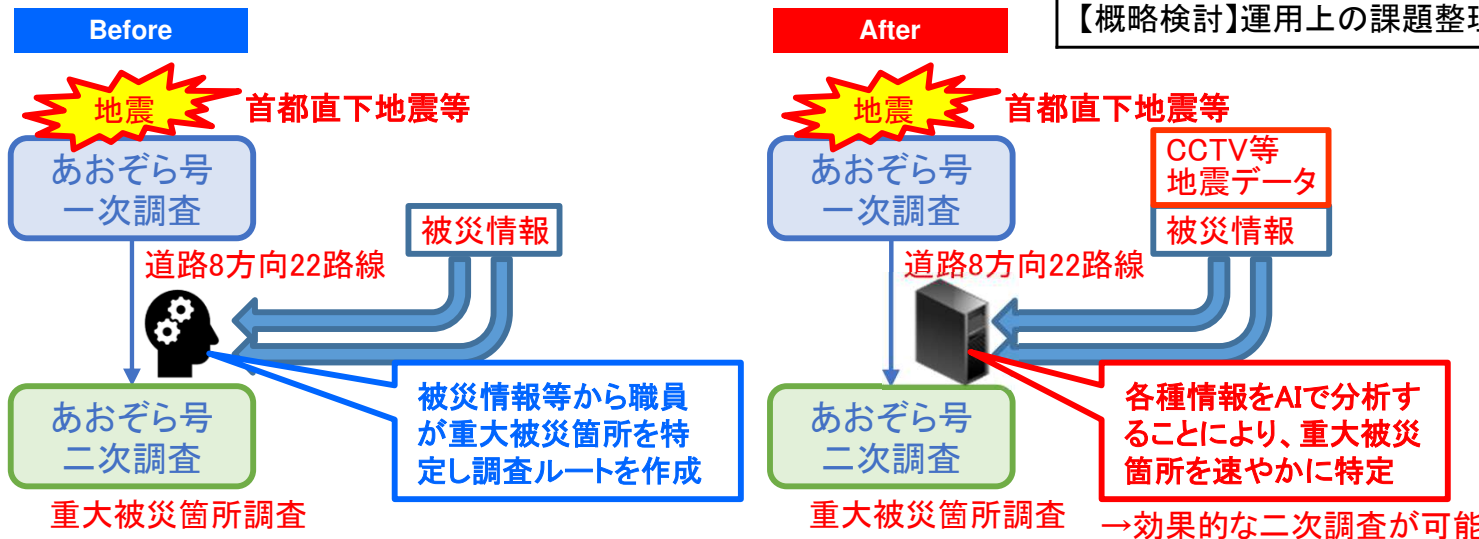 Before
地震
首都直下地震等
あおぞら号
一次調査
被災情報
道路8方向22路線
被災情報等から職員
が重大被災箇所を特
定し調査ルートを作成
あおぞら号
二次調査
重大被災箇所調査
After
【概略検討】運用上の課題整理
地震
首都直下地震等
あおぞら号
一次調査
CCTV等
地震データ
被災情報
道路8方向22路線
各種情報をAIで分析す
ることにより、重大被災
箇所を速やかに特定
あおぞら号
二次調査
重大被災箇所調査
→効果的な二次調査が可能